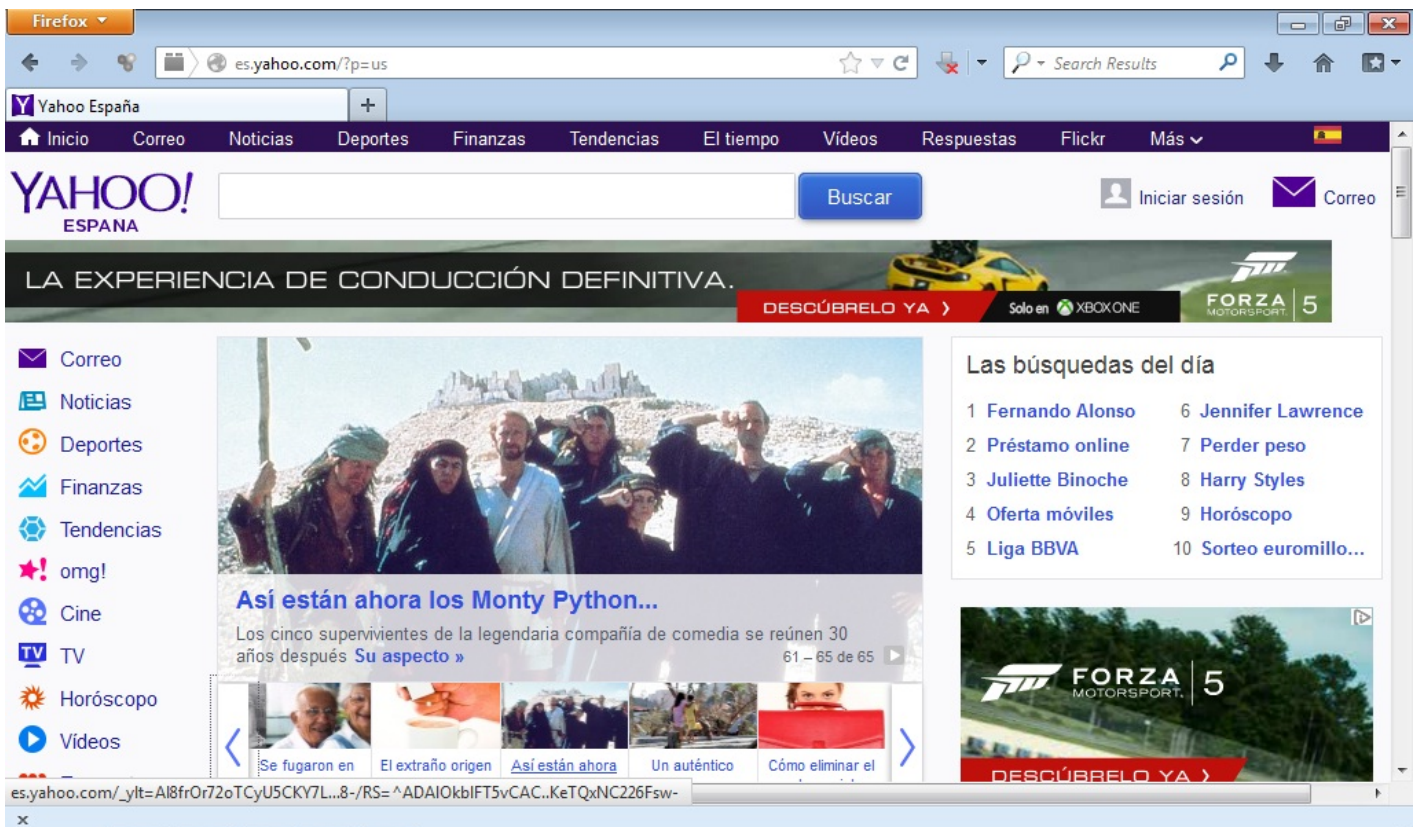 Firefox
es.yahoo.com/?p=us
Search Results
Yahoo España
Inicio Correo Noticias Deportes Finanzas Tendencias El tiempo Vídeos Respuestas Flickr Más
YAHOO!
ESPAÑA
Buscar
Iniciar sesión
Correo
LA EXPERIENCIA DE CONDUCCIÓN DEFINITIVA.
DESCÚBRELO YA
Solo en XBOX ONE
FORZA 5
MOTORSPORT.
Correo
Noticias
Deportes
Finanzas
Tendencias
omg!
Cine
TV
TV
Horóscopo
Vídeos
Así están ahora los Monty Python...
Los cinco supervivientes de la legendaria compañía de comedia se reúnen 30
años después Su aspecto »
61 – 65 de 65
Se fugaron en
El extraño origen
Así están ahora
Un auténtico
Cómo eliminar el
Las búsquedas del día
1 Fernando Alonso
2 Préstamo online
3 Juliette Binoche
4 Oferta móviles
5 Liga BBVA
6 Jennifer Lawrence
7 Perder peso
8 Harry Styles
9 Horóscopo
10 Sorteo euromillo...
FORZA 5
MOTORSPORT.
DESCÚBRELO YA
es.yahoo.com/_ylt=Al8frOr72oTCyU5CKY7L...8-/RS=^ADAIOkbIFT5vCAC..KeTQxNC226Fsw-